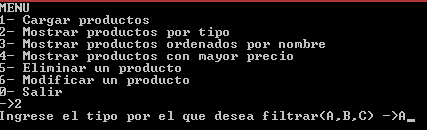 MENU
1- Cargar productos
2- Mostrar productos por tipo
3- Mostrar productos ordenados por nombre
4- Mostrar productos con mayor precio
5- Eliminar un producto
6- Modificar un producto
0- Salir
->2
Ingrese el tipo por el que desea filtrar(A,B,C) ->A_